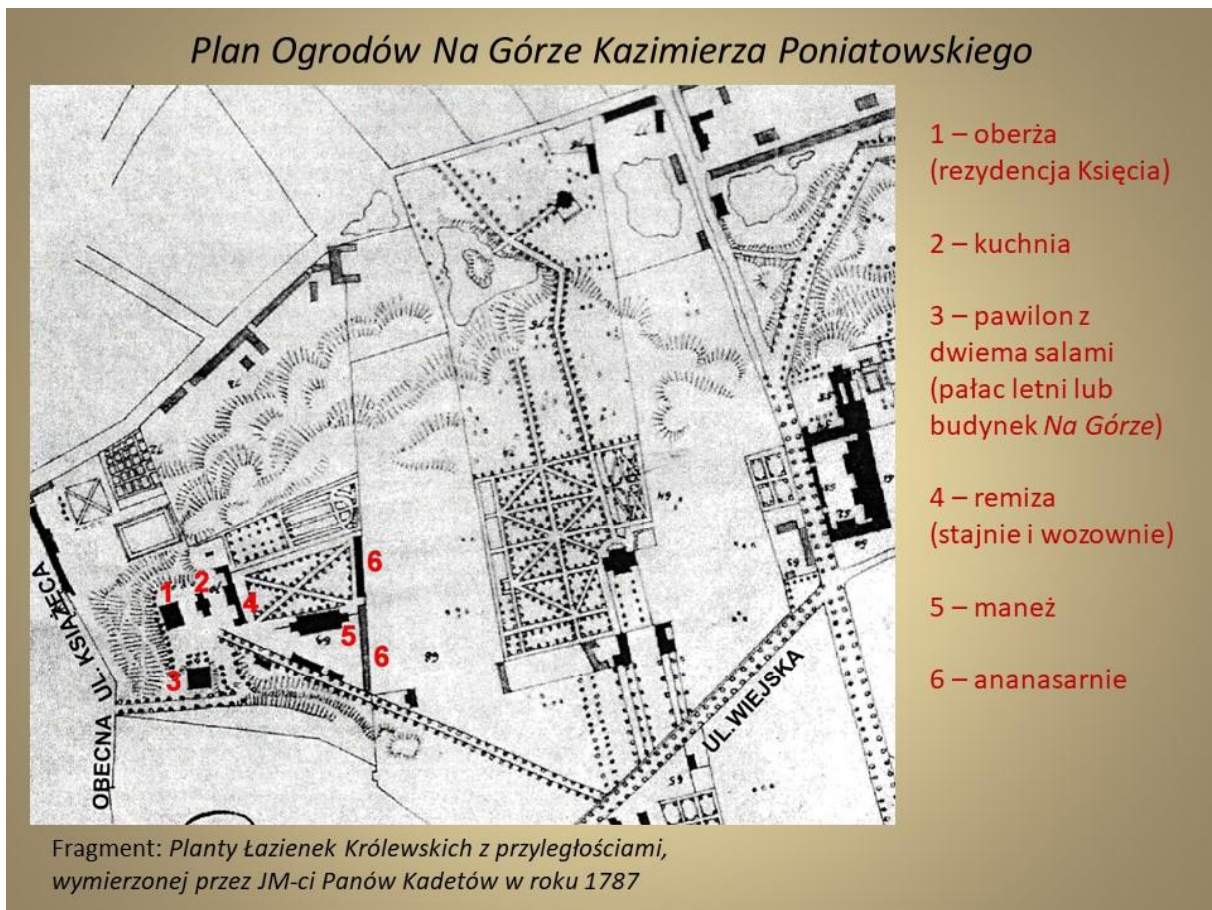 Plan Ogrodów Na Górze Kazimierza Poniatowskiego
1 – oberża
(rezydencja Księcia)
2 – kuchnia
3 – pawilon z
dwiema salami
(pałac letni lub
budynek Na Górze)
4 – remiza
(stajnie i wozownie)
5 – maneż
6 – ananasarnie
1
2
3
4
5
6
6
OBECNA UL. KSIĄŻĘCA
UL. WIEJSKA
Fragment: Planty Łazienek Królewskich z przyległościami,
wymierzonej przez JM-ci Panów Kadetów w roku 1787